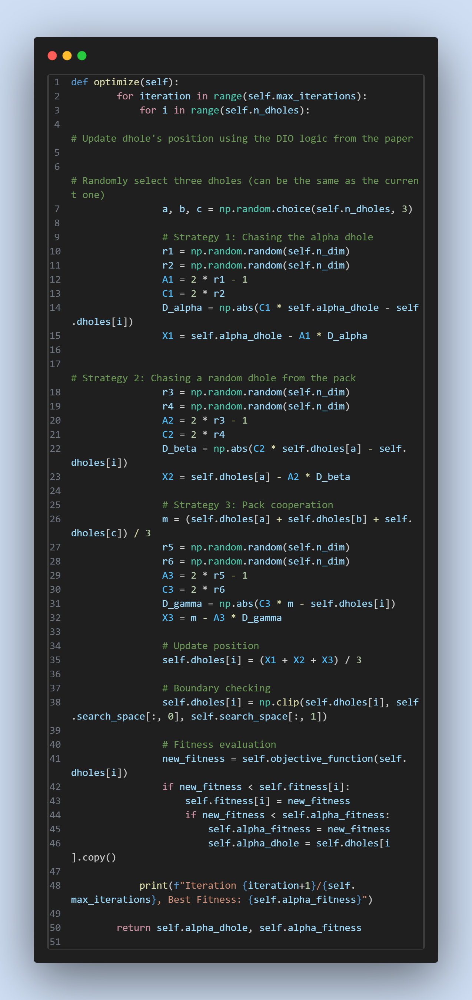 1 def optimize(self):
2         for iteration in range(self.max_iterations):
3             for i in range(self.n_dholes):
4
# Update dhole's position using the DIO logic from the paper
5
6
# Randomly select three dholes (can be the same as the curren
t one)
7                 a, b, c = np.random.choice(self.n_dholes, 3)
8
9                 # Strategy 1: Chasing the alpha dhole
10                 r1 = np.random.random(self.n_dim)
11                 r2 = np.random.random(self.n_dim)
12                 A1 = 2 * r1 - 1
13                 C1 = 2 * r2
14                 D_alpha = np.abs(C1 * self.alpha_dhole - self
.dholes[i])
15                 X1 = self.alpha_dhole - A1 * D_alpha
16
17
# Strategy 2: Chasing a random dhole from the pack
18                 r3 = np.random.random(self.n_dim)
19                 r4 = np.random.random(self.n_dim)
20                 A2 = 2 * r3 - 1
21                 C2 = 2 * r4
22                 D_beta = np.abs(C2 * self.dholes[a] - self.
dholes[i])
23                 X2 = self.dholes[a] - A2 * D_beta
24
25                 # Strategy 3: Pack cooperation
26                 m = (self.dholes[a] + self.dholes[b] + self.
dholes[c]) / 3
27                 r5 = np.random.random(self.n_dim)
28                 r6 = np.random.random(self.n_dim)
29                 A3 = 2 * r5 - 1
30                 C3 = 2 * r6
31                 D_gamma = np.abs(C3 * m - self.dholes[i])
32                 X3 = m - A3 * D_gamma
33
34                 # Update position
35                 self.dholes[i] = (X1 + X2 + X3) / 3
36
37                 # Boundary checking
38                 self.dholes[i] = np.clip(self.dholes[i], self
.search_space[:, 0], self.search_space[:, 1])
39
40                 # Fitness evaluation
41                 new_fitness = self.objective_function(self.
dholes[i])
42                 if new_fitness < self.fitness[i]:
43                     self.fitness[i] = new_fitness
44                     if new_fitness < self.alpha_fitness:
45                         self.alpha_fitness = new_fitness
46                         self.alpha_dhole = self.dholes[i
].copy()
47
48             print(f"Iteration {iteration+1}/{self.
max_iterations}, Best Fitness: {self.alpha_fitness}")
49
50         return self.alpha_dhole, self.alpha_fitness
51